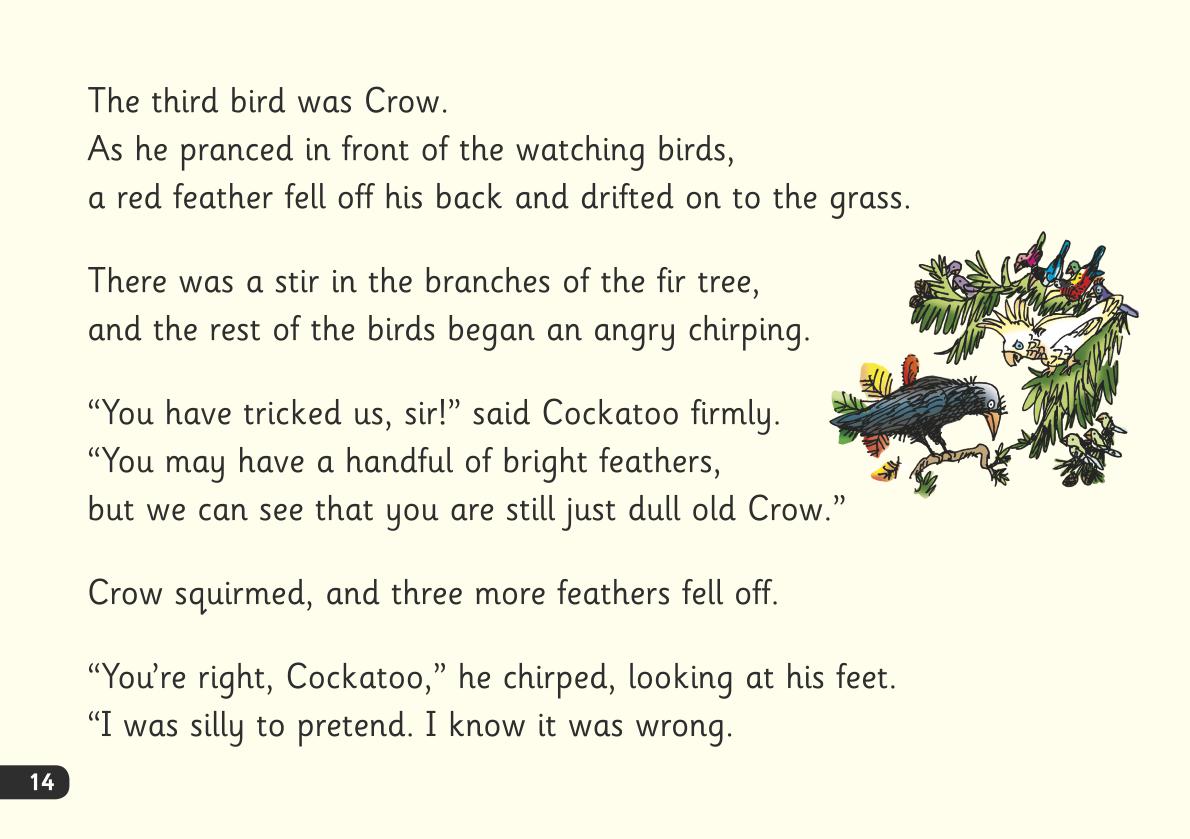 The third bird was Crow.
As he pranced in front of the watching birds,
a red feather fell off his back and drifted on to the grass.
There was a stir in the branches of the fir tree,
and the rest of the birds began an angry chirping.
“You have tricked us, sir!” said Cockatoo firmly.
“You may have a handful of bright feathers,
but we can see that you are still just dull old Crow.”
Crow squirmed, and three more feathers fell off.
“You’re right, Cockatoo,” he chirped, looking at his feet.
“I was silly to pretend. I know it was wrong.
14